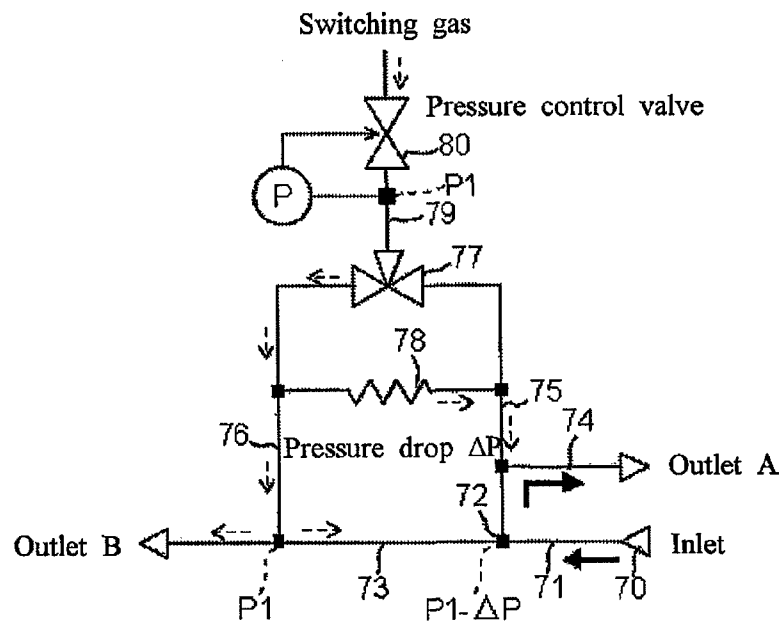 Switching gas
Pressure control valve
80
P
P1
79
77
78
75
76
Pressure drop ΔP
74
Outlet A
72
Outlet B
Inlet
73
71
70
P1
P1-ΔP